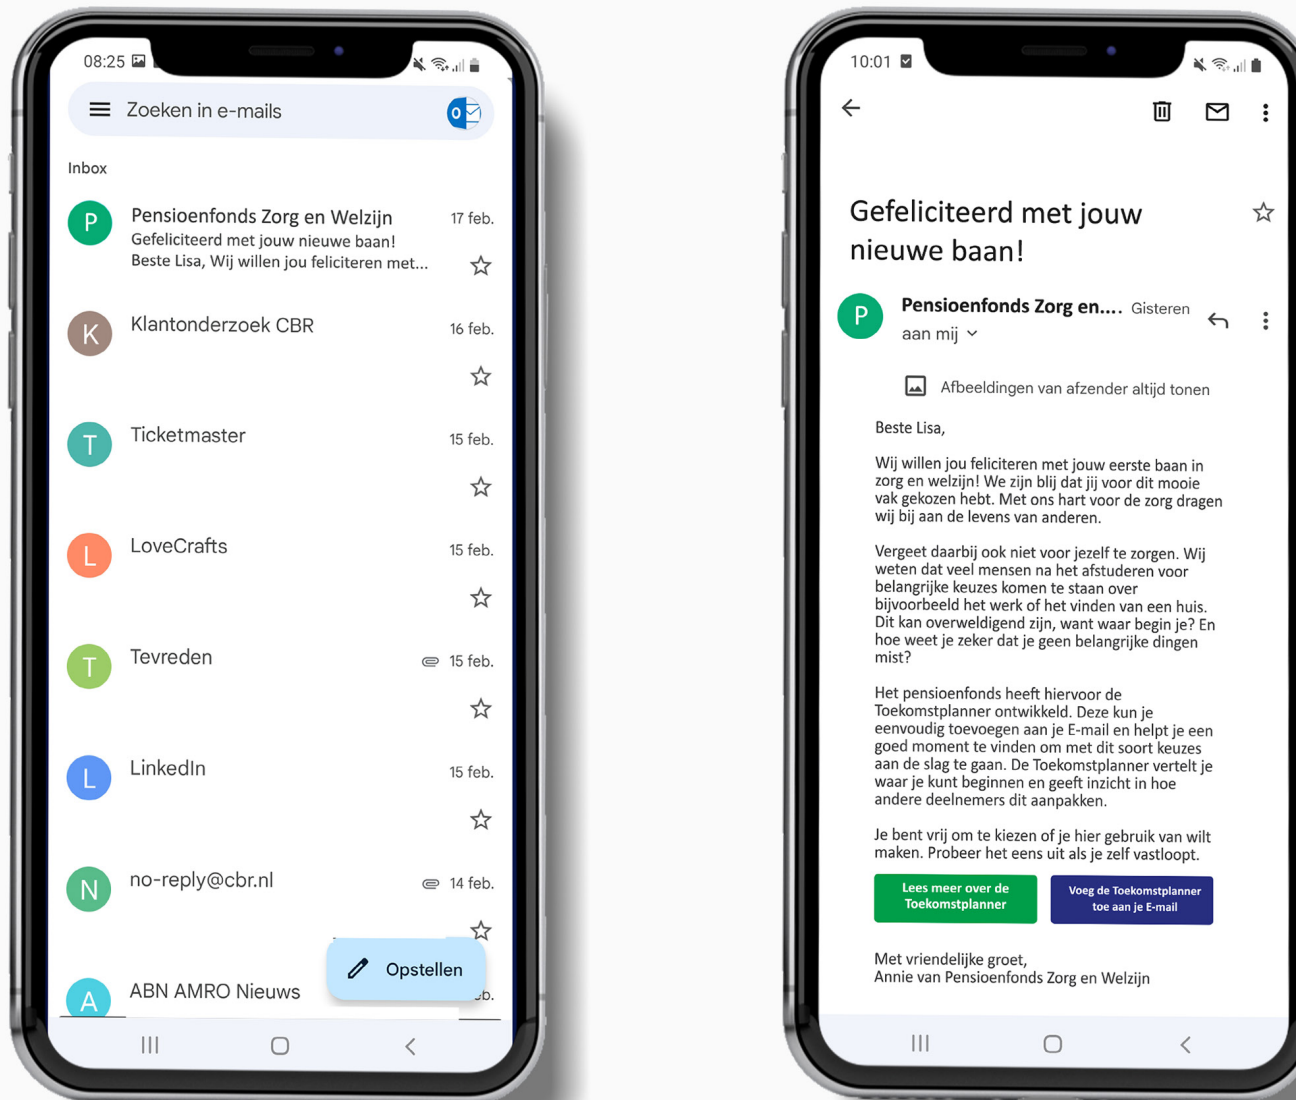 08:25
Zoeken in e-mails
Inbox
P
Pensioenfonds Zorg en Welzijn
17 feb.
Gefeliciteerd met jouw nieuwe baan!
Beste Lisa, Wij willen jou feliciteren met...
K
Klantonderzoek CBR
16 feb.
T
Ticketmaster
15 feb.
L
LoveCrafts
15 feb.
T
Tevreden
15 feb.
L
LinkedIn
15 feb.
N
no-reply@cbr.nl
14 feb.
A
ABN AMRO Nieuws
Opstellen
10:01
Gefeliciteerd met jouw
nieuwe baan!
P
Pensioenfonds Zorg en....
Gisteren
aan mij
Afbeeldingen van afzender altijd tonen
Beste Lisa,
Wij willen jou feliciteren met jouw eerste baan in
zorg en welzijn! We zijn blij dat jij voor dit mooie
vak gekozen hebt. Met ons hart voor de zorg dragen
wij bij aan de levens van anderen.
Vergeet daarbij ook niet voor jezelf te zorgen. Wij
weten dat veel mensen na het afstuderen voor
belangrijke keuzes komen te staan over
bijvoorbeeld het werk of het vinden van een huis.
Dit kan overweldigend zijn, want waar begin je? En
hoe weet je zeker dat je geen belangrijke dingen
mist?
Het pensioenfonds heeft hiervoor de
Toekomstplanner ontwikkeld. Deze kun je
eenvoudig toevoegen aan je E-mail en helpt je een
goed moment te vinden om met dit soort keuzes
aan de slag te gaan. De Toekomstplanner vertelt je
waar je kunt beginnen en geeft inzicht in hoe
andere deelnemers dit aanpakken.
Je bent vrij om te kiezen of je hier gebruik van wilt
maken. Probeer het eens uit als je zelf vastloopt.
Lees meer over de
Toekomstplanner
Voeg de Toekomstplanner
toe aan je E-mail
Met vriendelijke groet,
Annie van Pensioenfonds Zorg en Welzijn